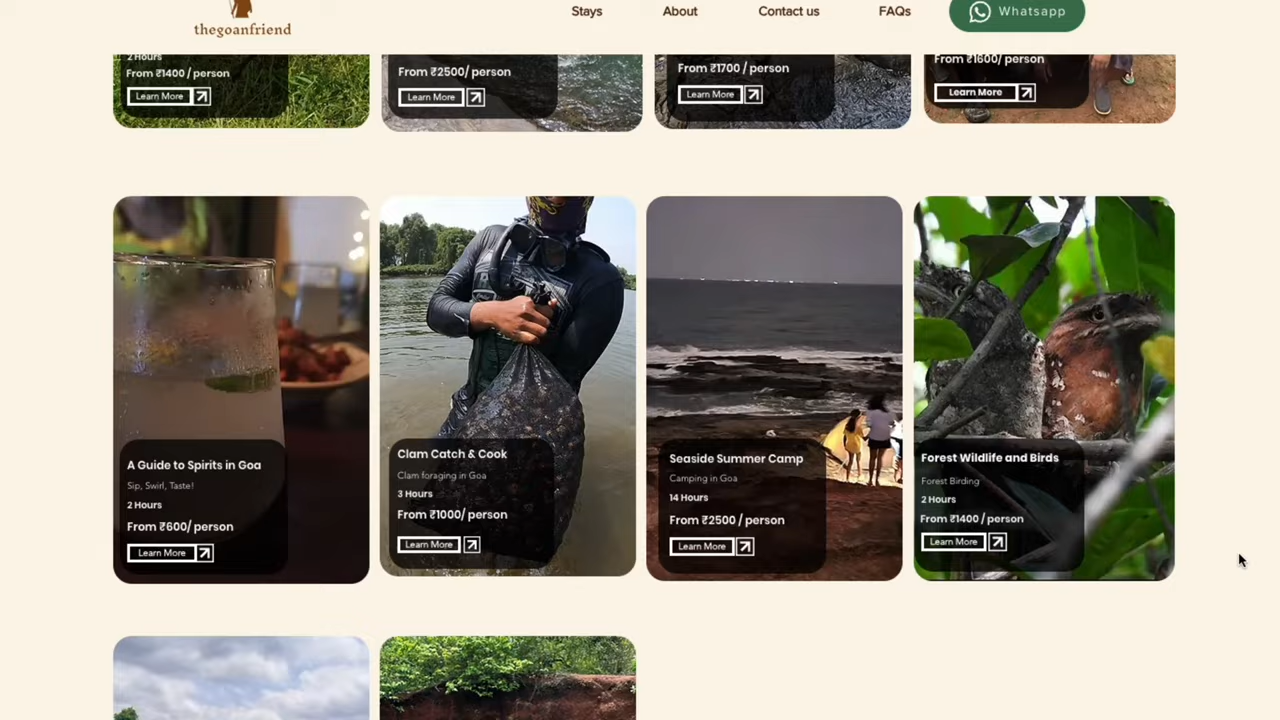 thegoanfriend
Stays
About
Contact us
FAQs
Whatsapp
2 Hours
From ₹1400 / person
Learn More
From ₹2500/ person
Learn More
From ₹1700 / person
Learn More
From ₹1600/ person
Learn More
A Guide to Spirits in Goa
Sip, Swirl, Taste!
2 Hours
From ₹600/ person
Learn More
Clam Catch & Cook
Clam foraging in Goa
3 Hours
From ₹1000/ person
Learn More
Seaside Summer Camp
Camping in Goa
14 Hours
From ₹2500 / person
Learn More
Forest Wildlife and Birds
Forest Birding
2 Hours
From ₹1400 / person
Learn More